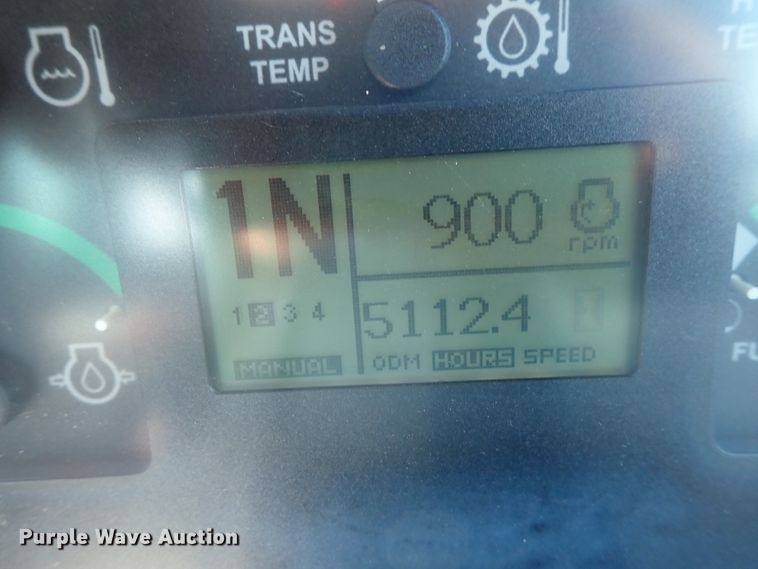 TRANS
TEMP
1N
900
rpm
1 2 3 4
5112.4
MANUAL
ODM HOURS SPEED
Purple Wave Auction